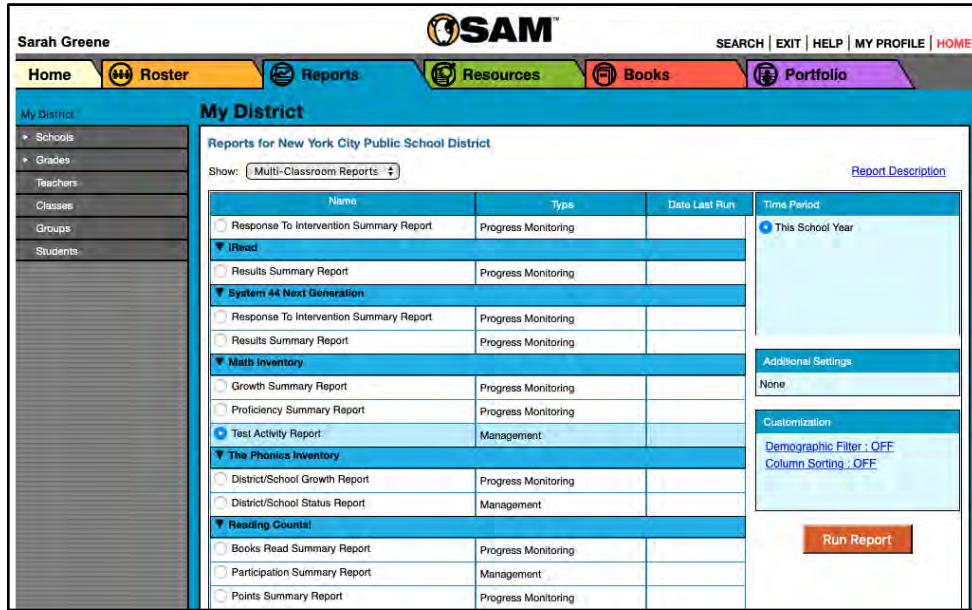 Sarah Greene
SAM™
SEARCH | EXIT | HELP | MY PROFILE | HOME
Home Roster Reports Resources Books Portfolio
My District
Schools
Grades
Teachers
Classes
Groups
Students
My District
Reports for New York City Public School District
Show: Multi-Classroom Reports
Report Description
Name Type Date Last Run
Response To Intervention Summary Report Progress Monitoring
iRead
Results Summary Report Progress Monitoring
System 44 Next Generation
Response To Intervention Summary Report Progress Monitoring
Results Summary Report Progress Monitoring
Math Inventory
Growth Summary Report Progress Monitoring
Proficiency Summary Report Progress Monitoring
Test Activity Report Management
The Phonics Inventory
District/School Growth Report Progress Monitoring
District/School Status Report Management
Reading Counts!
Books Read Summary Report Progress Monitoring
Participation Summary Report Management
Points Summary Report Progress Monitoring
Time Period
This School Year
Additional Settings
None
Customization
Demographic Filter : OFF
Column Sorting : OFF
Run Report